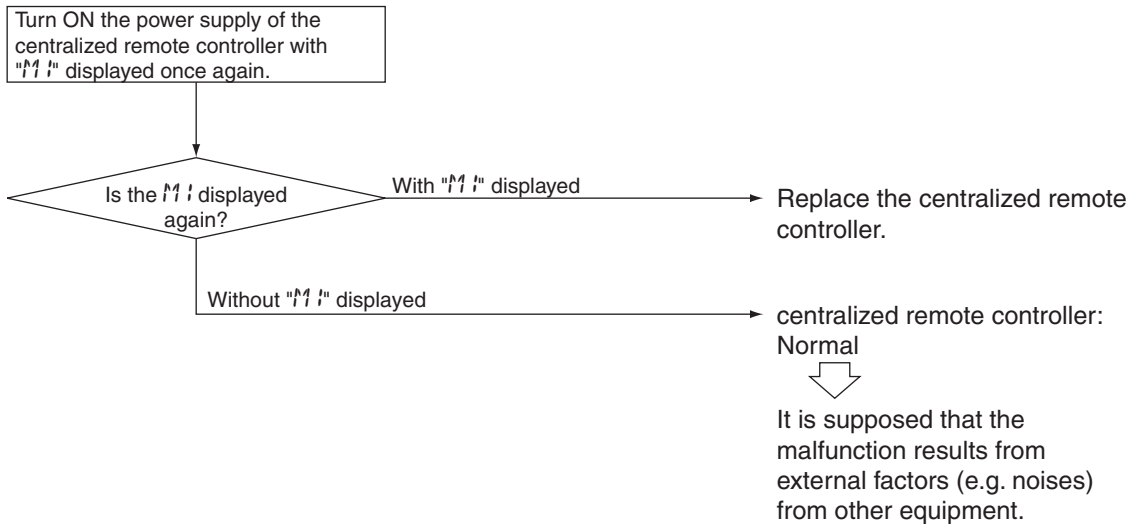 Turn ON the power supply of the
centralized remote controller with
"M1" displayed once again.
Is the M1 displayed
again?
With "M1" displayed
Replace the centralized remote
controller.
Without "M1" displayed
centralized remote controller:
Normal
It is supposed that the
malfunction results from
external factors (e.g. noises)
from other equipment.